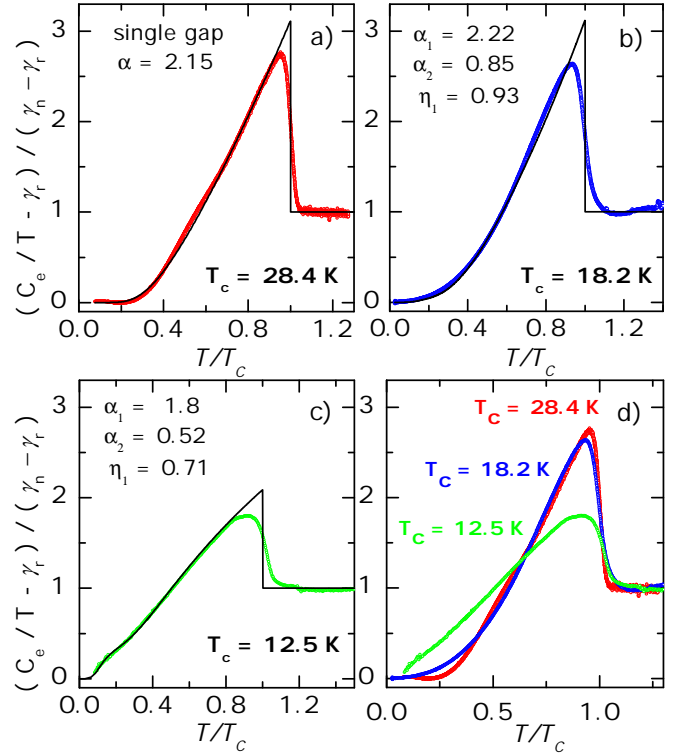 a)
single gap
α = 2.15
T_c = 28.4 K
3
2
1
0
0.0 0.4 0.8 1.2
T/T_C
( C_e / T - γ_r ) / ( γ_n − γ_r )
b)
α_1 = 2.22
α_2 = 0.85
η_1 = 0.93
T_c = 18.2 K
3
2
1
0
0.0 0.4 0.8 1.2
T/T_C
c)
α_1 = 1.8
α_2 = 0.52
η_1 = 0.71
T_c = 12.5 K
3
2
1
0
0.0 0.4 0.8 1.2
T/T_C
( C_e / T - γ_r ) / ( γ_n − γ_r )
d)
T_C = 28.4 K
T_C = 18.2 K
T_C = 12.5 K
3
2
1
0
0.0 0.5 1.0
T/T_C